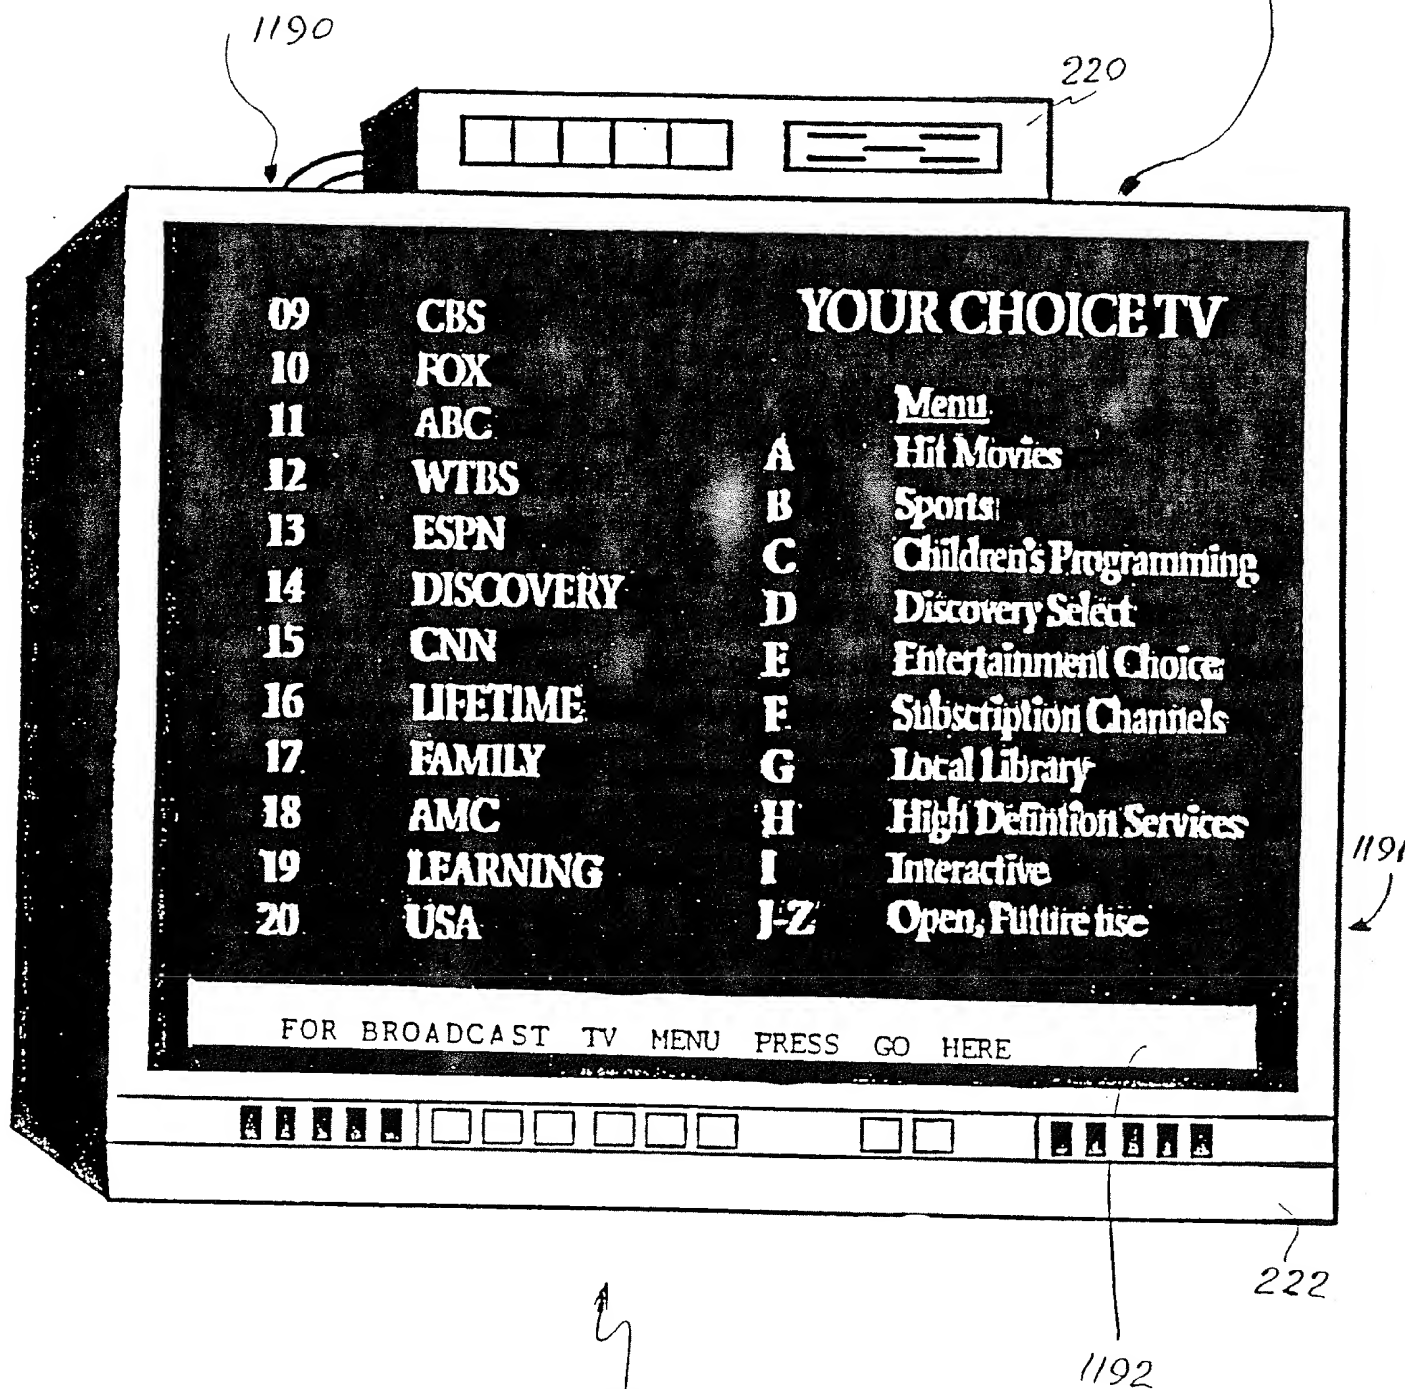 1190
220
09 CBS
10 FOX
11 ABC
12 WTBS
13 ESPN
14 DISCOVERY
15 CNN
16 LIFETIME
17 FAMILY
18 AMC
19 LEARNING
20 USA
YOUR CHOICE TV
Menu
A Hit Movies
B Sports
C Children's Programming
D Discovery Select
E Entertainment Choice
F Subscription Channels
G Local Library
H High Defintion Services
I Interactive
J-Z Open, Future use
1191
FOR BROADCAST TV MENU PRESS GO HERE
222
1192